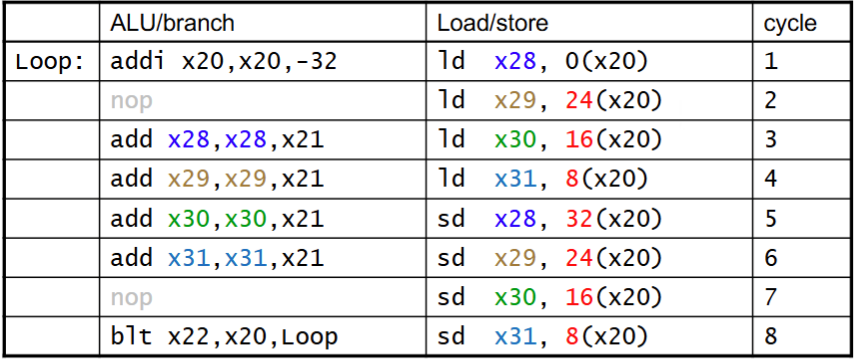 ALU/branch Load/store cycle
Loop: addi x20,x20,-32 ld x28, 0(x20) 1
nop ld x29, 24(x20) 2
add x28,x28,x21 ld x30, 16(x20) 3
add x29,x29,x21 ld x31, 8(x20) 4
add x30,x30,x21 sd x28, 32(x20) 5
add x31,x31,x21 sd x29, 24(x20) 6
nop sd x30, 16(x20) 7
blt x22,x20,Loop sd x31, 8(x20) 8